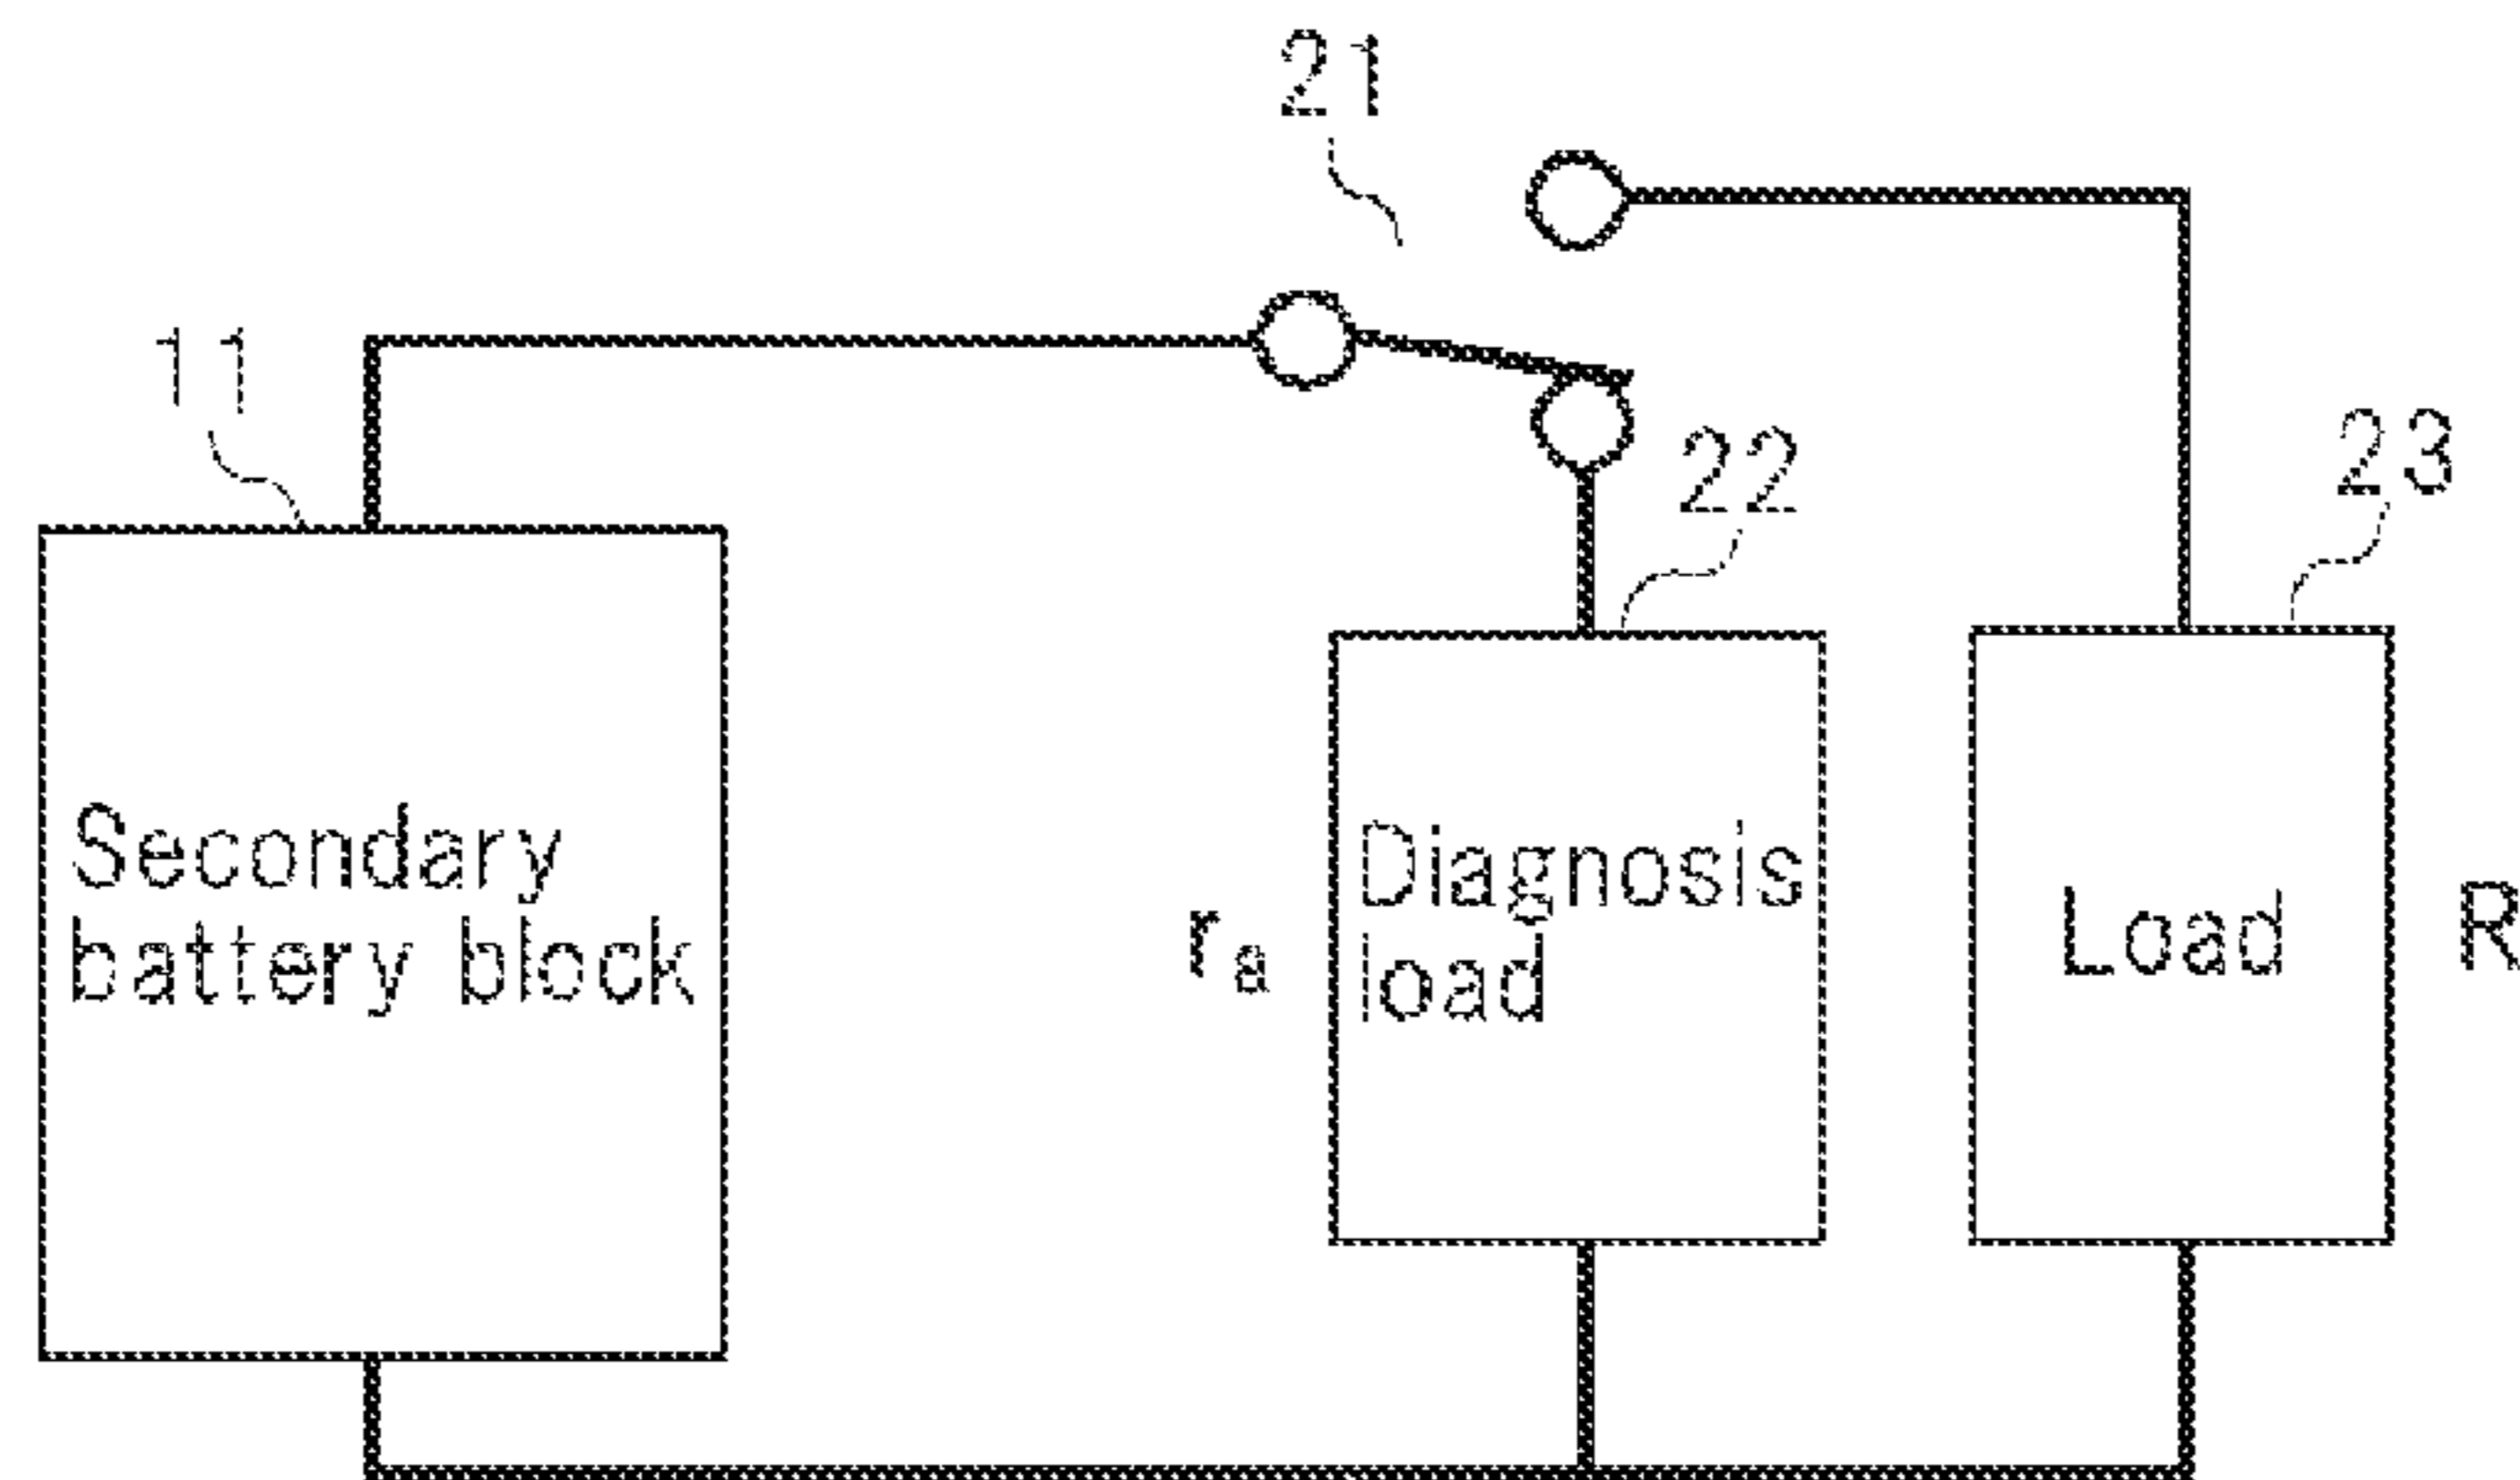 21
11
22
23
Secondary
battery block
ra
Diagnosis
load
Load
R